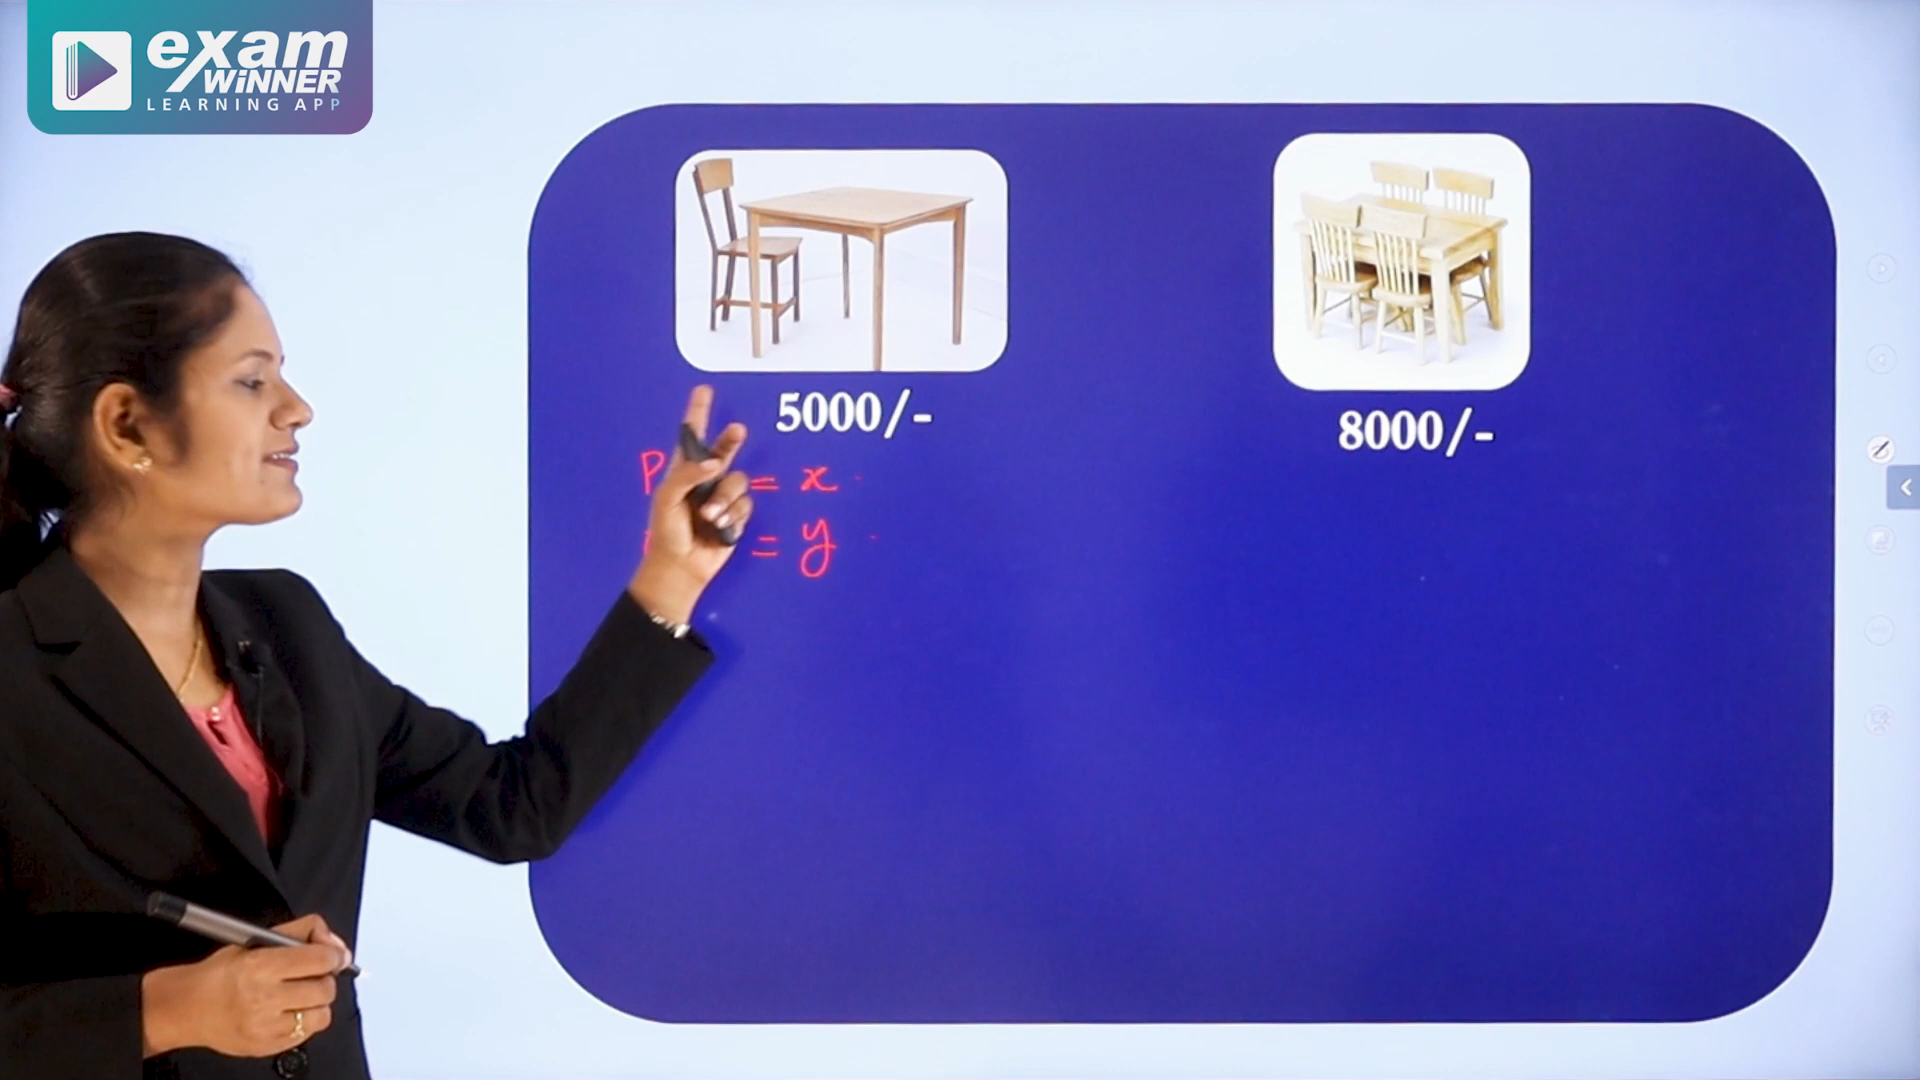 exam
WiNNER
LEARNING APP
5000/-
8000/-
= x
= y